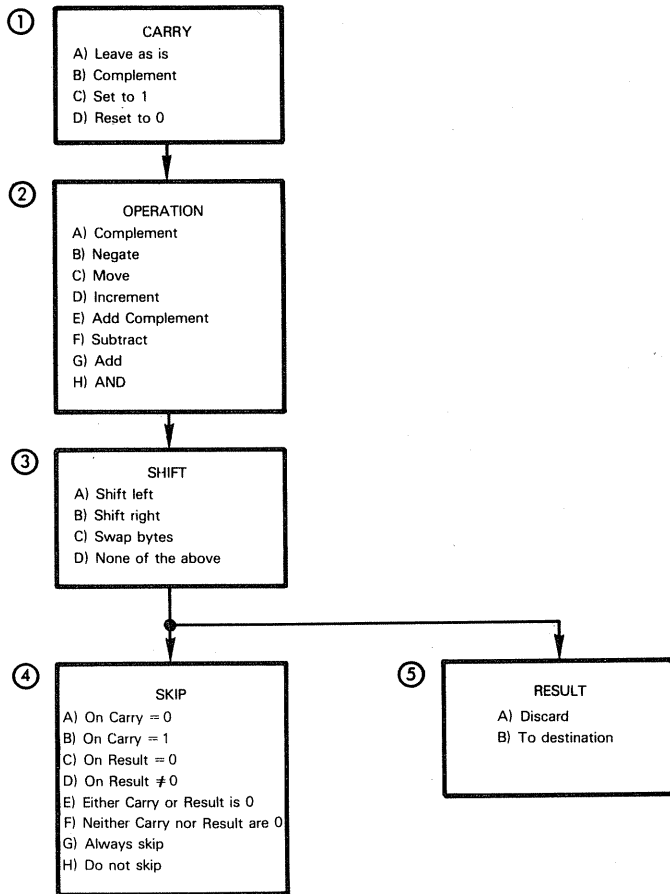 1
CARRY
A) Leave as is
B) Complement
C) Set to 1
D) Reset to 0
2
OPERATION
A) Complement
B) Negate
C) Move
D) Increment
E) Add Complement
F) Subtract
G) Add
H) AND
3
SHIFT
A) Shift left
B) Shift right
C) Swap bytes
D) None of the above
4
SKIP
A) On Carry = 0
B) On Carry = 1
C) On Result = 0
D) On Result ≠ 0
E) Either Carry or Result is 0
F) Neither Carry nor Result are 0
G) Always skip
H) Do not skip
5
RESULT
A) Discard
B) To destination